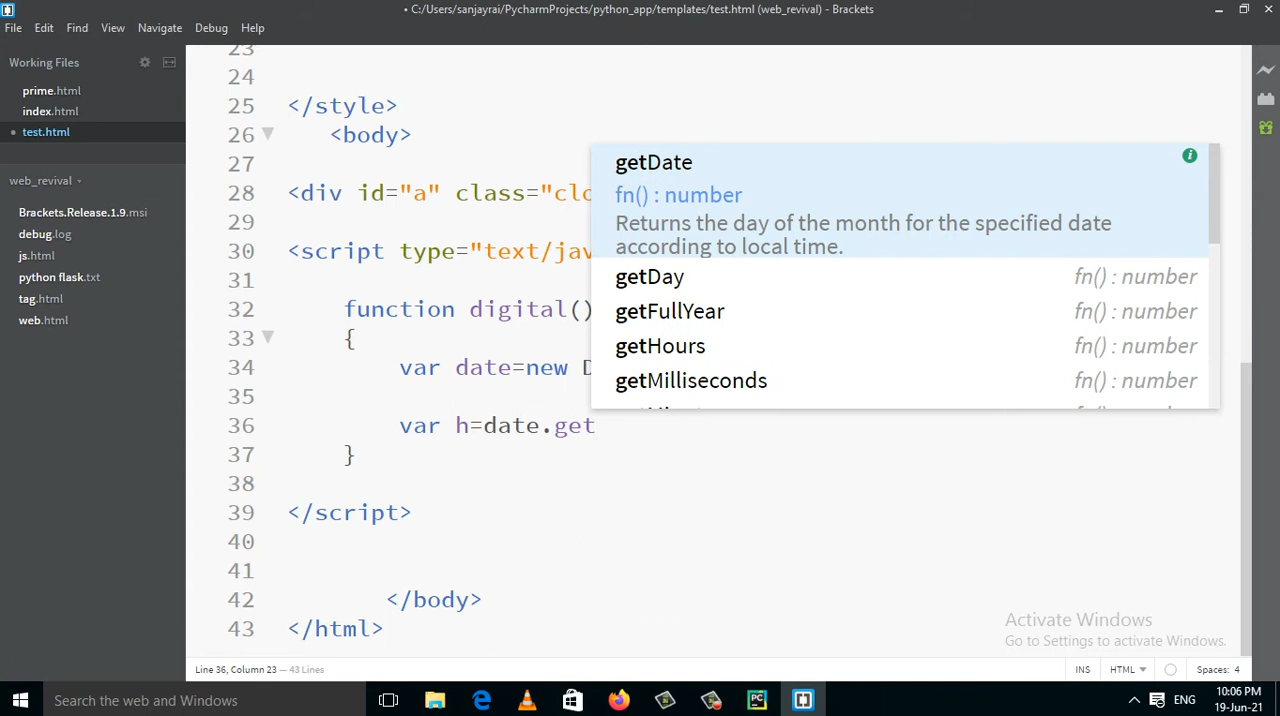 • C:/Users/sanjayrai/PycharmProjects/python_app/templates/test.html (web_revival) - Brackets
File Edit Find View Navigate Debug Help
Working Files
prime.html
index.html
• test.html
web_revival
Brackets.Release.1.9.msi
debug.log
js.html
python flask.txt
tag.html
web.html
23
24
25 </style>
26 <body>
27
28 <div id="a" class="clo
29
30 <script type="text/jav
31
32 function digital()
33 {
34 var date=new D
35
36 var h=date.get
37 }
38
39 </script>
40
41
42 </body>
43 </html>
getDate
fn() : number
Returns the day of the month for the specified date
according to local time.
getDay fn() : number
getFullYear fn() : number
getHours fn() : number
getMilliseconds fn() : number
Activate Windows
Go to Settings to activate Windows.
Line 36, Column 23 — 43 Lines
INS HTML Spaces: 4
Search the web and Windows
ENG
10:06 PM
19-Jun-21